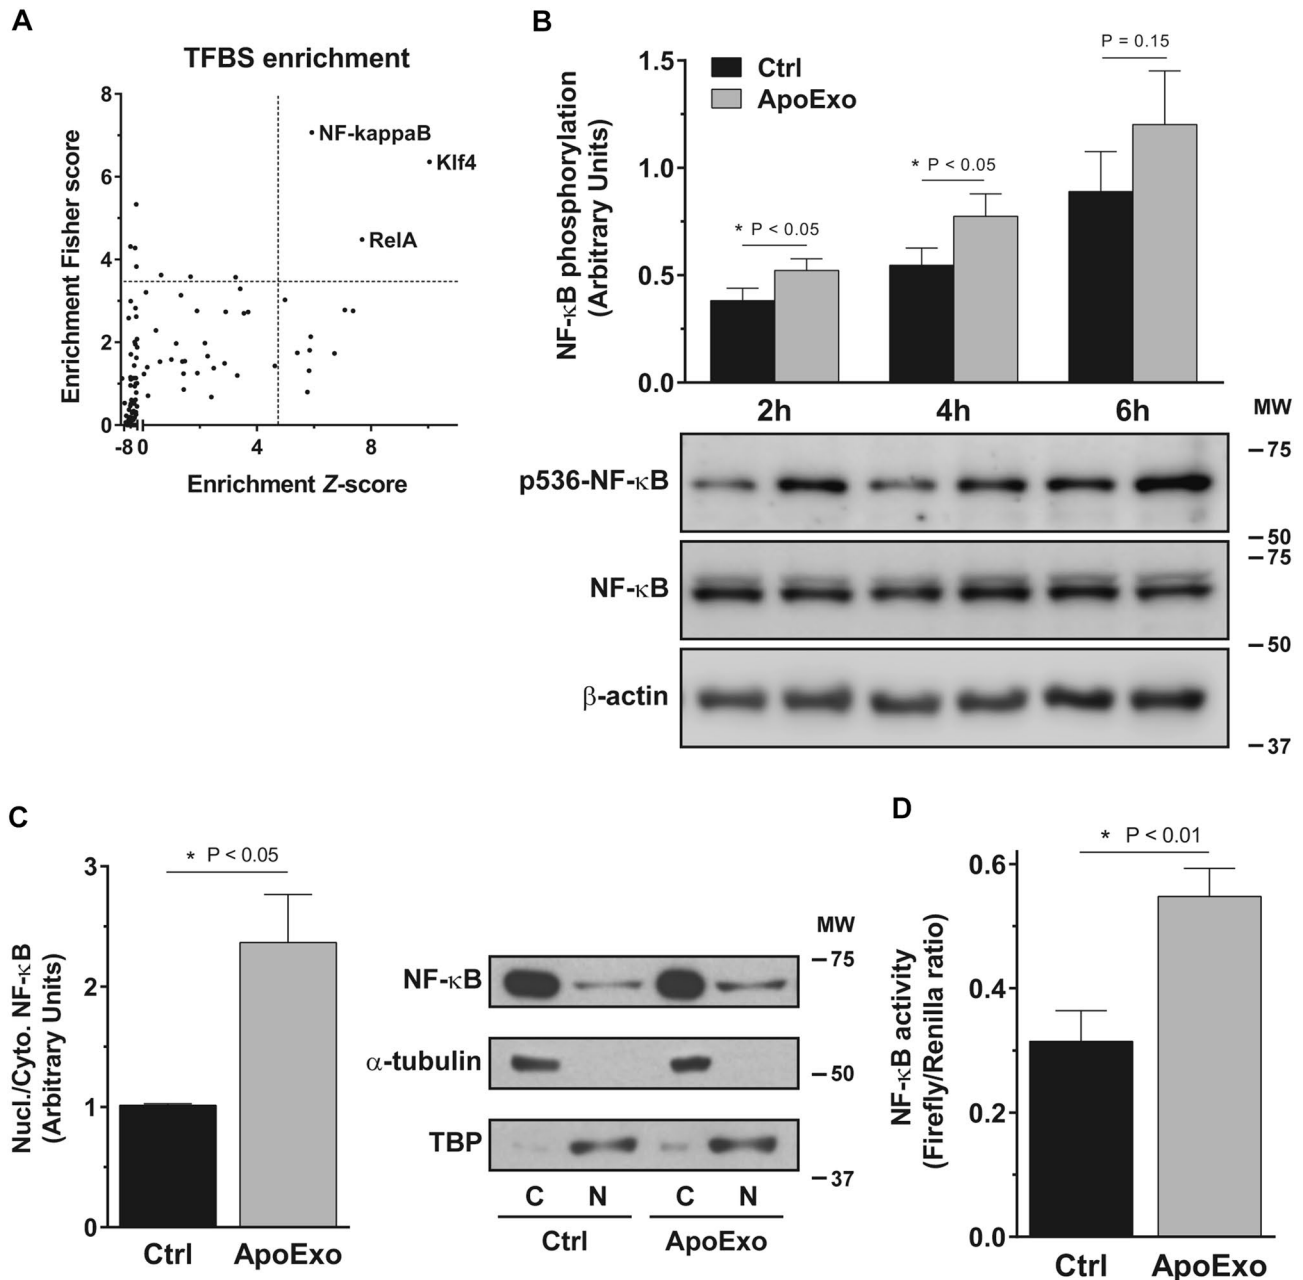 A
TFBS enrichment
Enrichment Fisher score
8
6
4
2
0
NF-kappaB
Klf4
RelA
-8 0 4 8
Enrichment Z-score
B
NF-κB phosphorylation
(Arbitrary Units)
1.5
1.0
0.5
0.0
Ctrl
ApoExo
* P < 0.05
* P < 0.05
P = 0.15
2h 4h 6h
MW
p536-NF-κB
75
50
NF-κB
75
50
β-actin
37
C
Nucl./Cyto. NF-κB
(Arbitrary Units)
3
2
1
0
* P < 0.05
Ctrl ApoExo
MW
NF-κB
75
α-tubulin
50
TBP
37
C N C N
Ctrl ApoExo
D
NF-κB activity
(Firefly/Renilla ratio)
0.6
0.4
0.2
0.0
* P < 0.01
Ctrl ApoExo